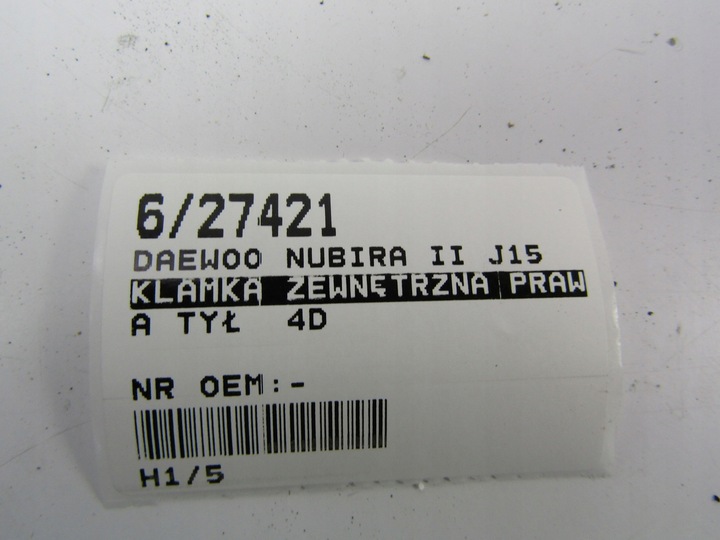 6/27421
DAEWOO NUBIRA II J15
KLAMKA ZEWNĘTRZNA PRAW
A TYŁ 4D
NR OEM:-
H1/5